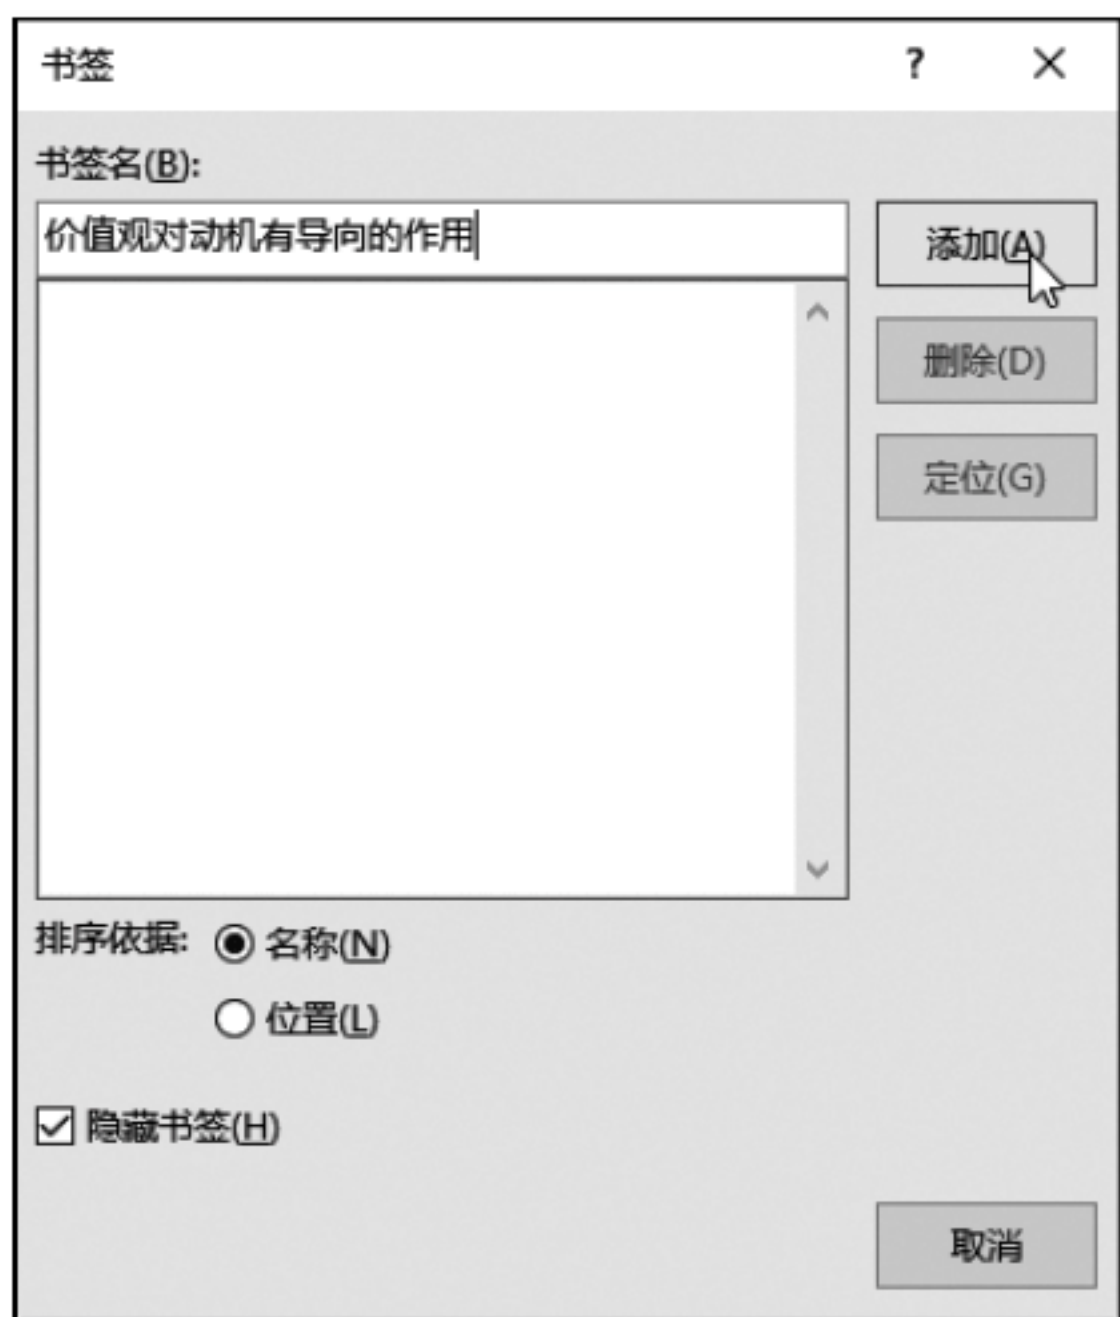 书签 ?
书签名(B):
价值观对动机有导向的作用
添加(A)
删除(D)
定位(G)
排序依据: 名称(N)
位置(L)
隐藏书签(H)
取消